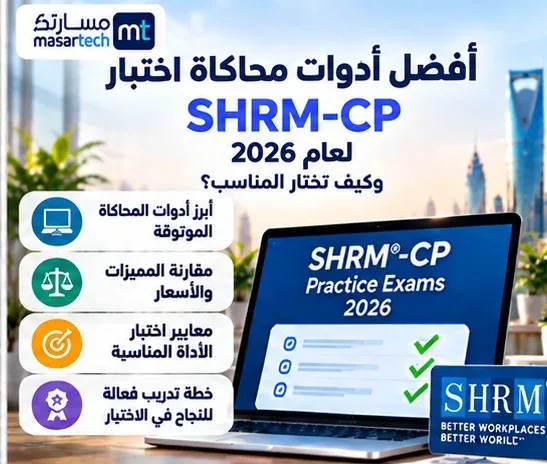 مسارتك
masartech
mt
أفضل أدوات محاكاة اختبار
SHRM-CP
لعام 2026
وكيف تختار المناسب؟
أبرز أدوات المحاكاة
الموثوقة
مقارنة المميزات
والأسعار
معايير اختبار
الأداة المناسبة
خطة تدريب فعالة
للنجاح في الاختبار
SHRM®-CP
Practice Exams
2026
SHRM
BETTER WORKPLACES
BETTER WORLD™